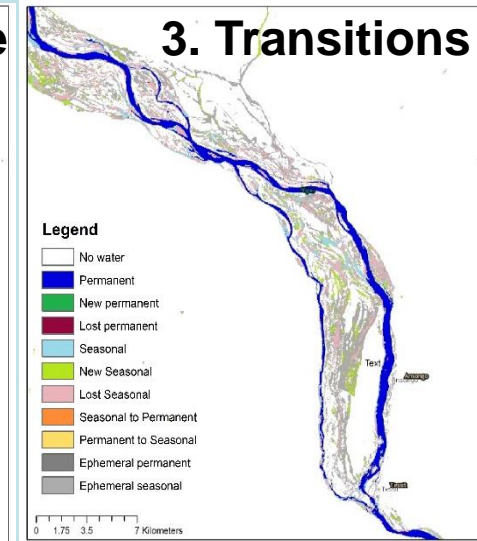 e
3. Transitions
Legend
No water
Permanent
New permanent
Lost permanent
Seasonal
New Seasonal
Lost Seasonal
Seasonal to Permanent
Permanent to Seasonal
Ephemeral permanent
Ephemeral seasonal
Text
0 1.75 3.5 7 Kilometers